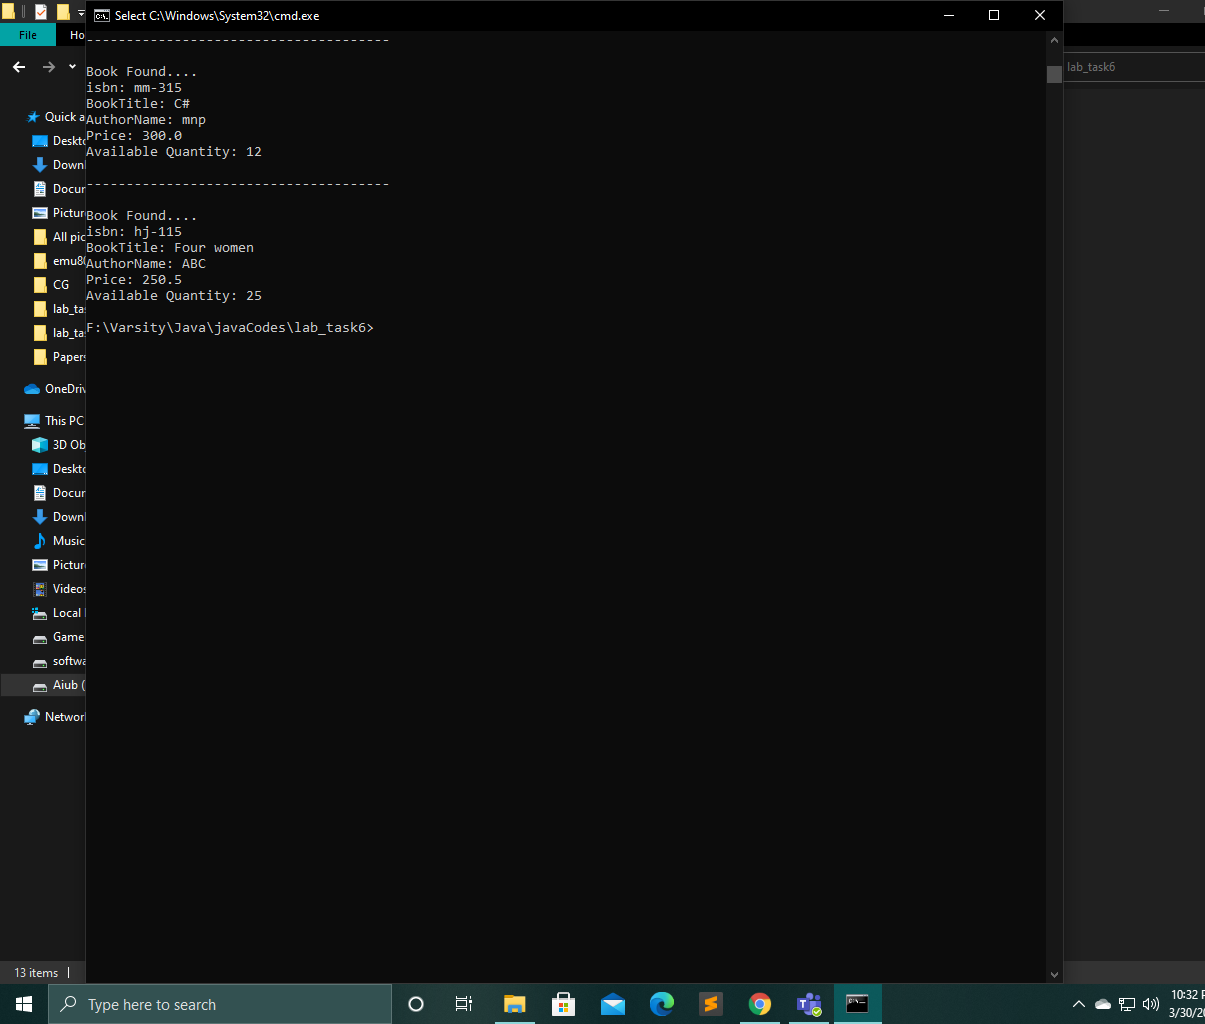 Select C:\Windows\System32\cmd.exe
File
lab_task6
---------------------------------------
Book Found....
isbn: mm-315
BookTitle: C#
AuthorName: mnp
Price: 300.0
Available Quantity: 12
---------------------------------------
Book Found....
isbn: hj-115
BookTitle: Four women
AuthorName: ABC
Price: 250.5
Available Quantity: 25
F:\Varsity\Java\javaCodes\lab_task6>
Quick a
Deskto
Down
Docur
Pictur
All pic
emu80
CG
lab_ta
lab_ta
Papers
OneDriv
This PC
3D Ob
Deskto
Docur
Down
Music
Pictur
Videos
Local
Game
softwa
Aiub (
Networ
13 items
Type here to search
10:32 P
3/30/20